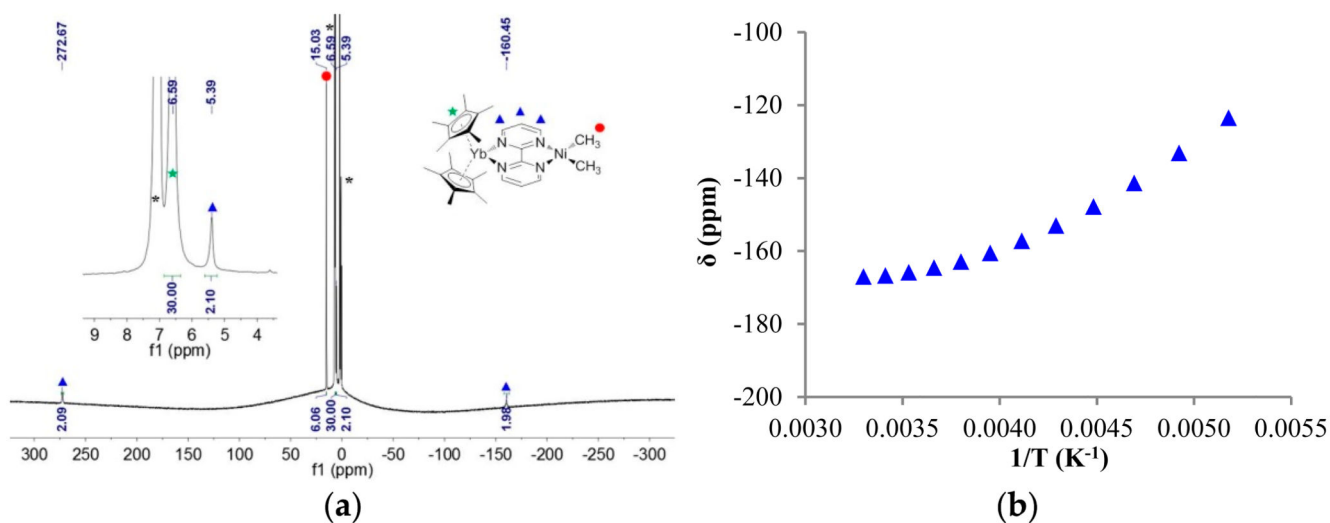 272.67
15.03
6.59
5.39
-160.45
*
6.59
5.39
*
30.00
2.10
9 8 7 6 5 4
f1 (ppm)
Yb
N
N
N
N
Ni
CH3
CH3
*
2.09
6.06
30.00
2.10
1.98
300 250 200 150 100 50 0 -50 -100 -150 -200 -250 -300
f1 (ppm)
(a)
-100
-120
-140
-160
-180
-200
δ (ppm)
0.0030 0.0035 0.0040 0.0045 0.0050 0.0055
1/T (K-1)
(b)